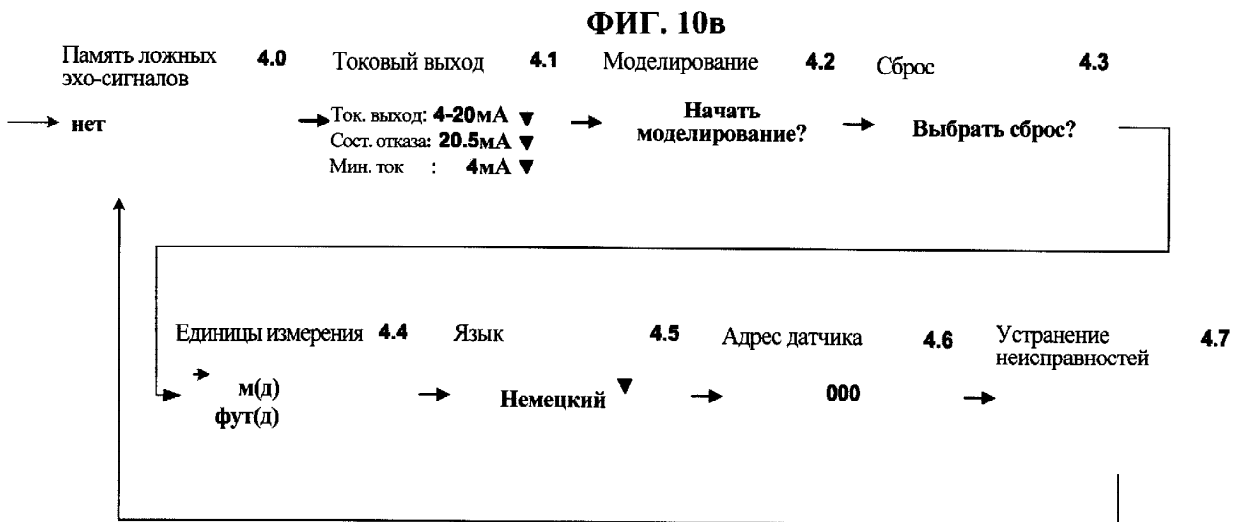 ФИГ. 10в
Память ложных эхо-сигналов 4.0
нет
Токовый выход 4.1
Ток. выход: 4-20мА ▼
Сост. отказа: 20.5мА ▼
Мин. ток : 4мА ▼
Моделирование 4.2
Начать
моделирование?
Сброс 4.3
Выбрать сброс?
Единицы измерения 4.4
м(д)
фут(д)
Язык 4.5
Немецкий ▼
Адрес датчика 4.6
000
Устранение 4.7
неисправностей